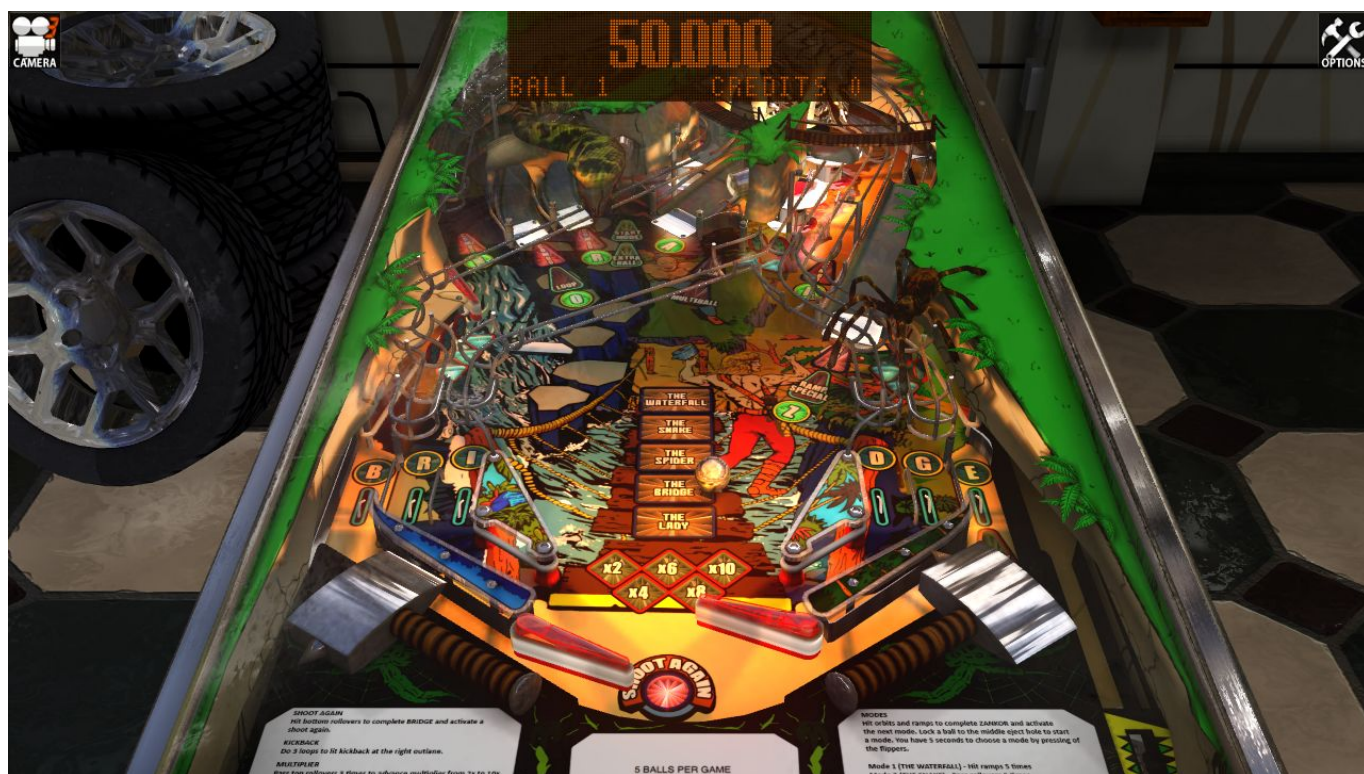 3
CAMERA
OPTIONS
50.000
BALL 1 CREDITS 0
START
MODE
EXTRA
BALL
LOOP
R
A
O
MULTIBALL
RAMP
SPECIAL
Z
THE
WATERFALL
THE
SNAKE
THE
SPIDER
THE
BRIDGE
THE
LADY
B R I D G E
x2 x6 x10
x4 x8
SHOOT AGAIN
SHOOT AGAIN
Hit bottom rollovers to complete BRIDGE and activate a
shoot again.
KICKBACK
Do 3 loops to lit kickback at the right outlane.
MULTIPLIER
5 BALLS PER GAME
MODES
Hit orbits and ramps to complete ZANKOR and activate
the next mode. Lock a ball to the middle eject hole to start
a mode. You have 5 seconds to choose a mode by pressing of
the flippers.
Mode 1 (THE WATERFALL) - Hit ramps 5 times